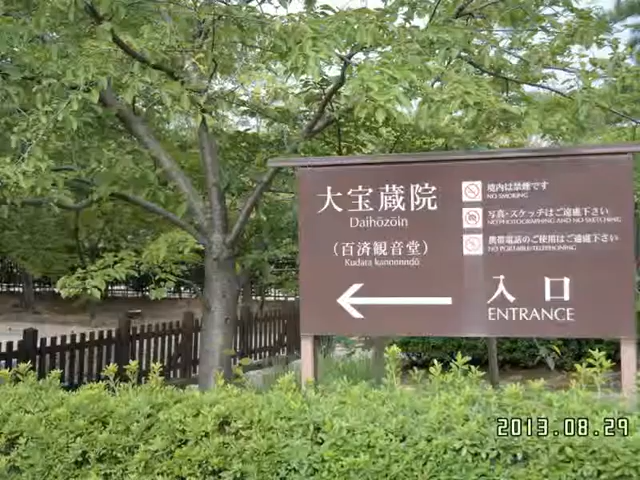 大宝蔵院
Daihōzōin
（百済観音堂）
Kudara kannonndō
境内は禁煙です
NO SMOKING
写真・スケッチはご遠慮下さい
NO PHOTOGRAPHING AND NO SKETCHING
携帯電話のご使用はご遠慮下さい
NO PORTABLE TELEPHONING
入口
ENTRANCE
2013.08.29